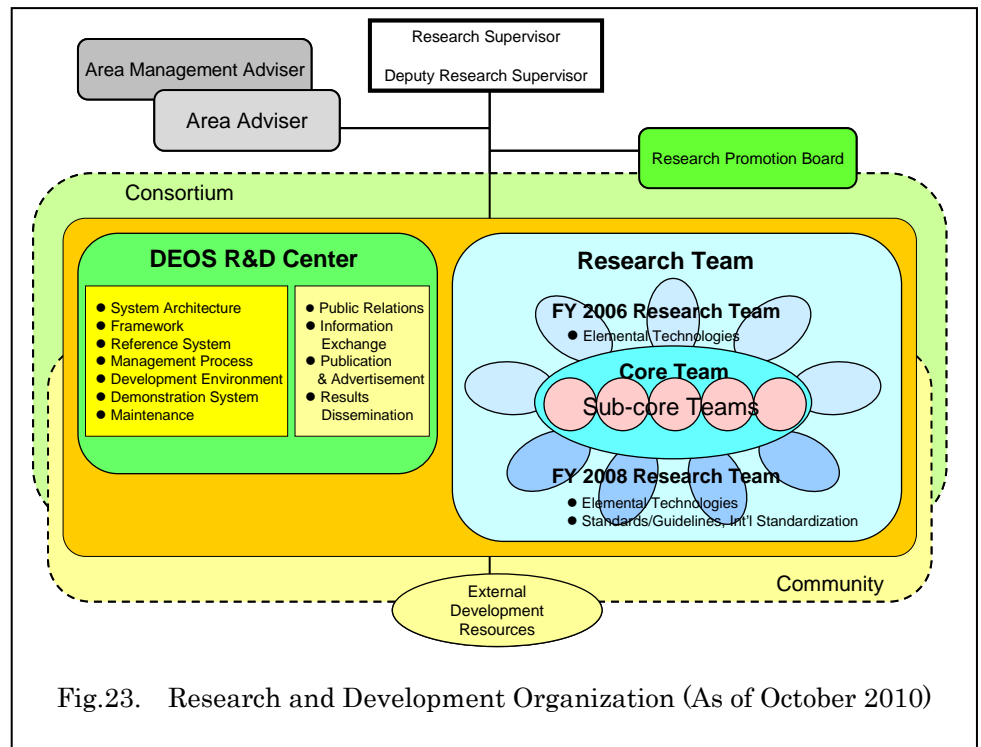 Research Supervisor
Deputy Research Supervisor
Area Management Adviser
Area Adviser
Research Promotion Board
Consortium
DEOS R&D Center
● System Architecture
● Framework
● Reference System
● Management Process
● Development Environment
● Demonstration System
● Maintenance
● Public Relations
● Information
Exchange
● Publication
& Advertisement
● Results
Dissemination
Research Team
FY 2006 Research Team
● Elemental Technologies
Core Team
Sub-core Teams
FY 2008 Research Team
● Elemental Technologies
● Standards/Guidelines, Int'l Standardization
Community
External
Development
Resources
Fig.23. Research and Development Organization (As of October 2010)